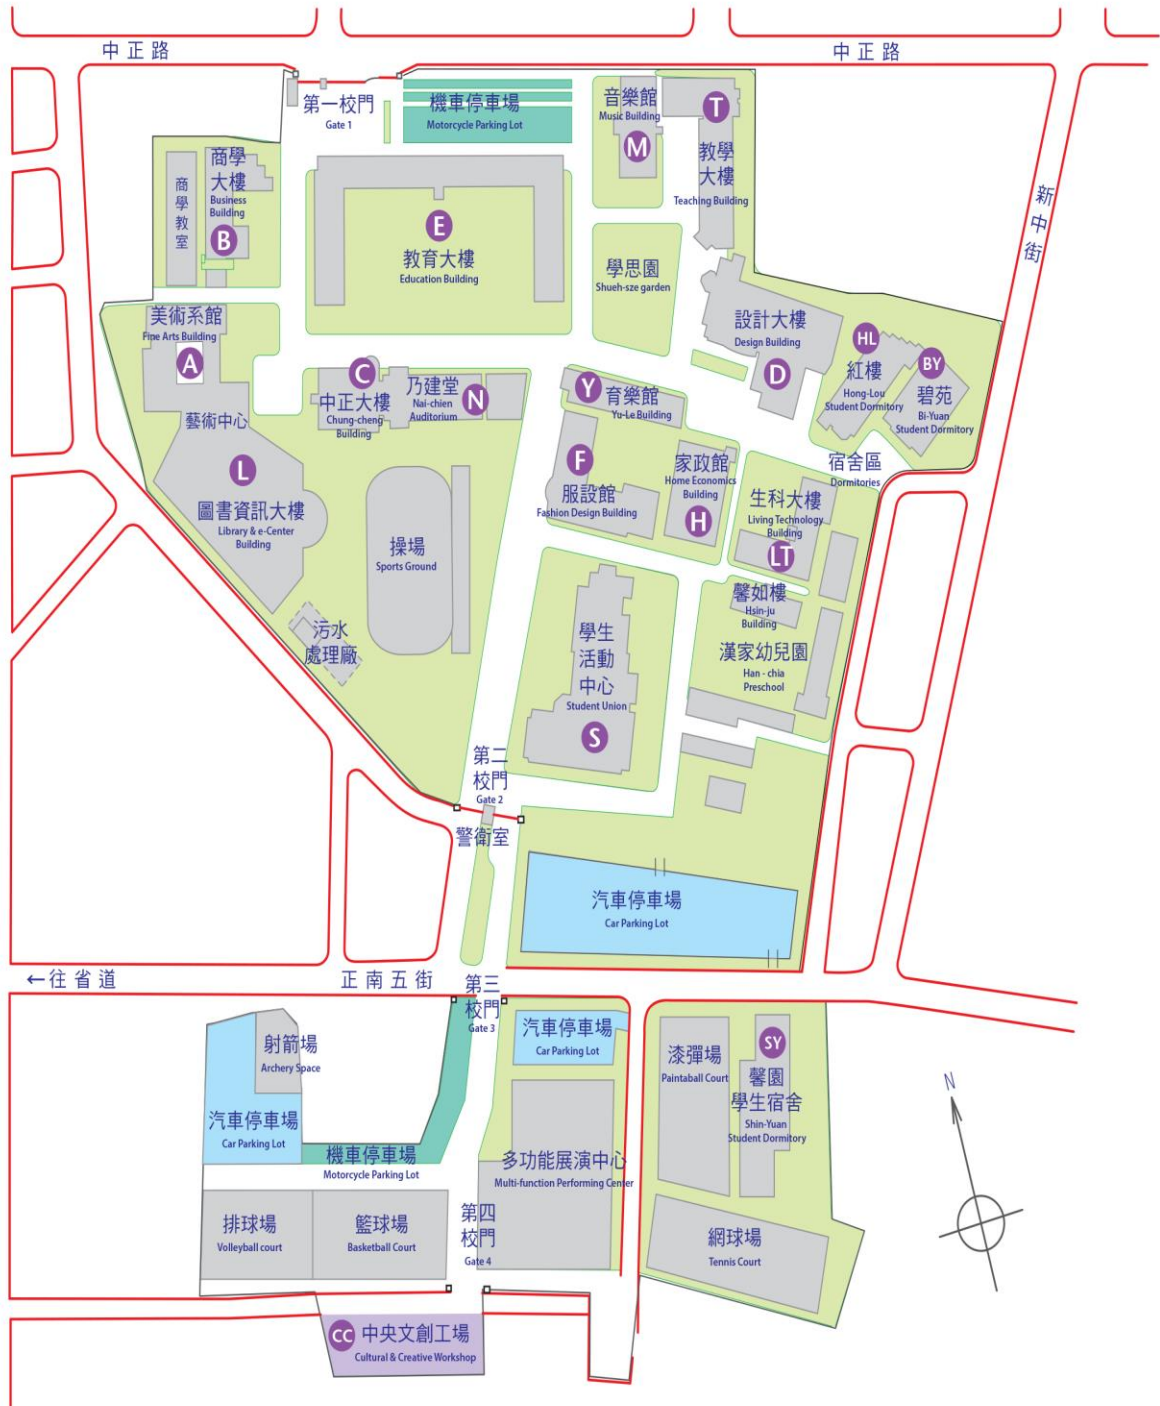 中正路
中正路
第一校門
Gate 1
機車停車場
Motorcycle Parking Lot
音樂館
Music Building
M
T
教學
大樓
Teaching Building
新中街
商學教室
商學
大樓
Business
Building
B
E
教育大樓
Education Building
學思園
Shueh-sze garden
美術系館
Fine Arts Building
A
藝術中心
設計大樓
Design Building
D
HL
紅樓
Hong-Lou
Student Dormitory
BY
碧苑
Bi-Yuan
Student Dormitory
宿舍區
Dormitories
C
中正大樓
Chung-cheng
Building
乃建堂
Nai-chien
Auditorium
N
Y
育樂館
Yu-Le Building
L
圖書資訊大樓
Library & e-Center
Building
F
服設館
Fashion Design Building
家政館
Home Economics
Building
H
生科大樓
Living Technology
Building
LT
操場
Sports Ground
馨如樓
Hsin-ju
Building
污水
處理廠
學生
活動
中心
Student Union
S
漢家幼兒園
Han - chia
Preschool
第二
校門
Gate 2
警衛室
汽車停車場
Car Parking Lot
←往省道
正南五街
第三
校門
Gate 3
汽車停車場
Car Parking Lot
射箭場
Archery Space
汽車停車場
Car Parking Lot
機車停車場
Motorcycle Parking Lot
多功能展演中心
Multi-function Performing Center
漆彈場
Paintaball Court
SY
馨園
學生宿舍
Shin-Yuan
Student Dormitory
N
排球場
Volleyball court
籃球場
Basketball Court
第四
校門
Gate 4
網球場
Tennis Court
CC
中央文創工場
Cultural & Creative Workshop